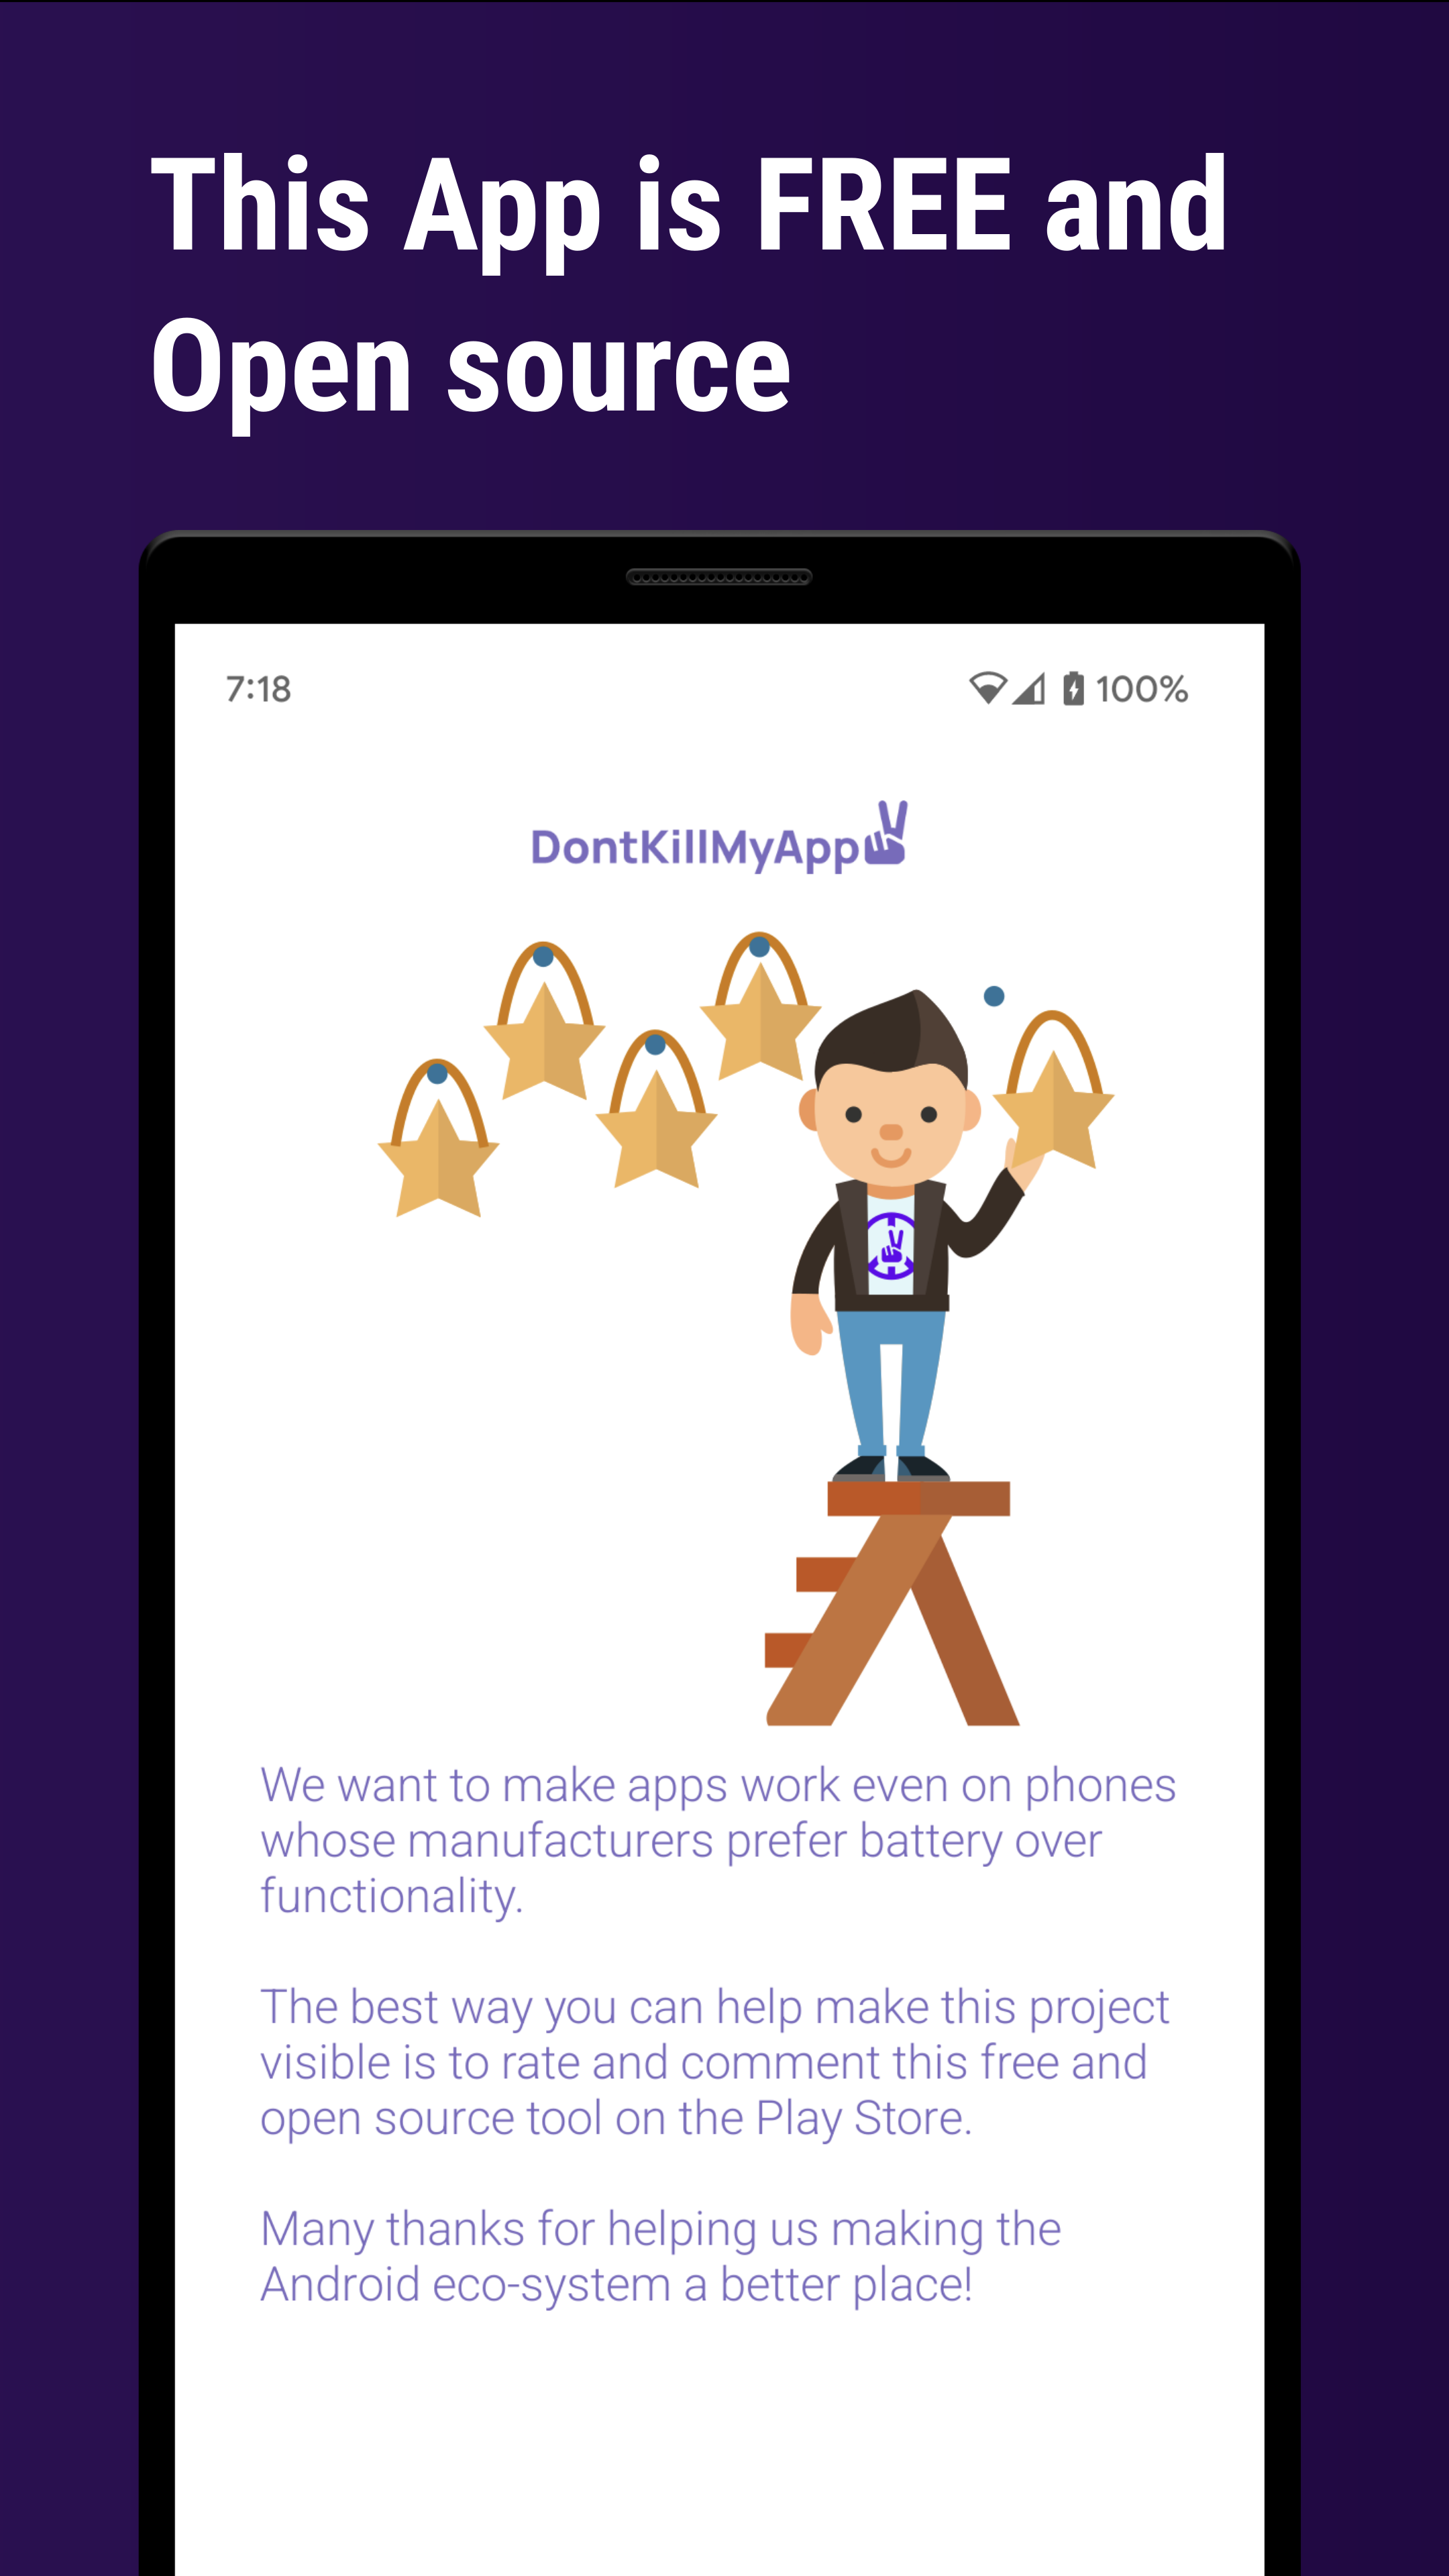 This App is FREE and
Open source
7:18
100%
DontKillMyApp
We want to make apps work even on phones
whose manufacturers prefer battery over
functionality.
The best way you can help make this project
visible is to rate and comment this free and
open source tool on the Play Store.
Many thanks for helping us making the
Android eco-system a better place!